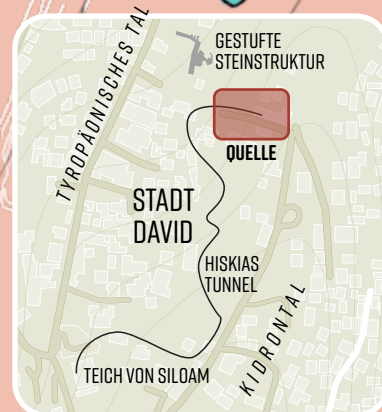 GESTUFTE
STEINSTRUKTUR
TYROPÄONISCHES TAL
QUELLE
STADT
DAVID
HISKIAS
TUNNEL
KIDRONTAL
TEICH VON SILOAM